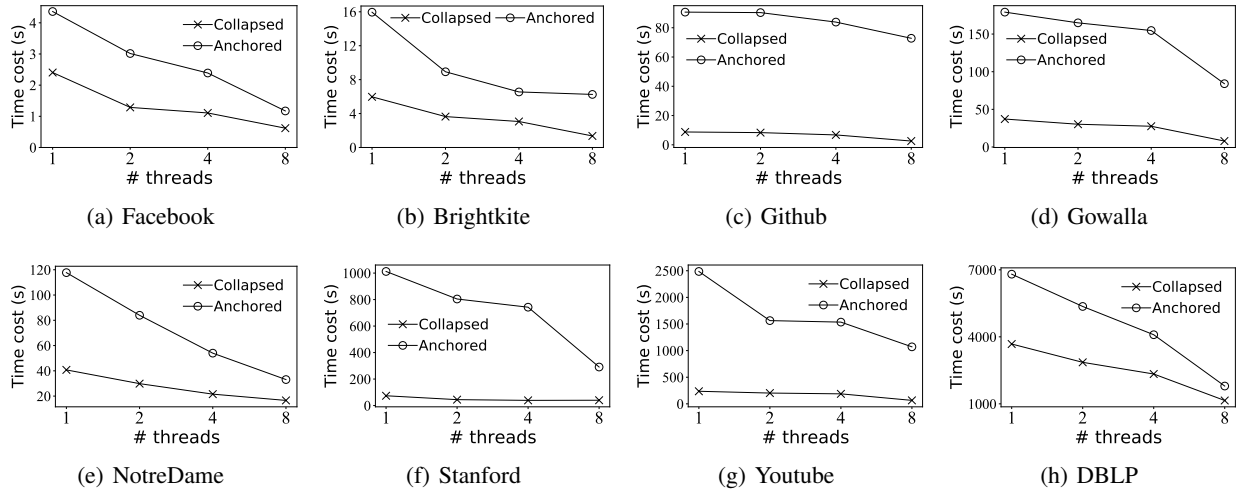 Time cost (s)
4
3
2
1
0
Collapsed
Anchored
1 2 4 8
# threads
(a) Facebook
Time cost (s)
16
12
8
4
0
Collapsed Anchored
1 2 4 8
# threads
(b) Brightkite
Time cost (s)
80
60
40
20
0
Collapsed
Anchored
1 2 4 8
# threads
(c) Github
Time cost (s)
150
100
50
0
Collapsed
Anchored
1 2 4 8
# threads
(d) Gowalla
Time cost (s)
120
100
80
60
40
20
Collapsed
Anchored
1 2 4 8
# threads
(e) NotreDame
Time cost (s)
1000
800
600
400
200
0
Collapsed
Anchored
1 2 4 8
# threads
(f) Stanford
Time cost (s)
2500
2000
1500
1000
500
0
Collapsed
Anchored
1 2 4 8
# threads
(g) Youtube
Time cost (s)
7000
4000
1000
Collapsed
Anchored
1 2 4 8
# threads
(h) DBLP